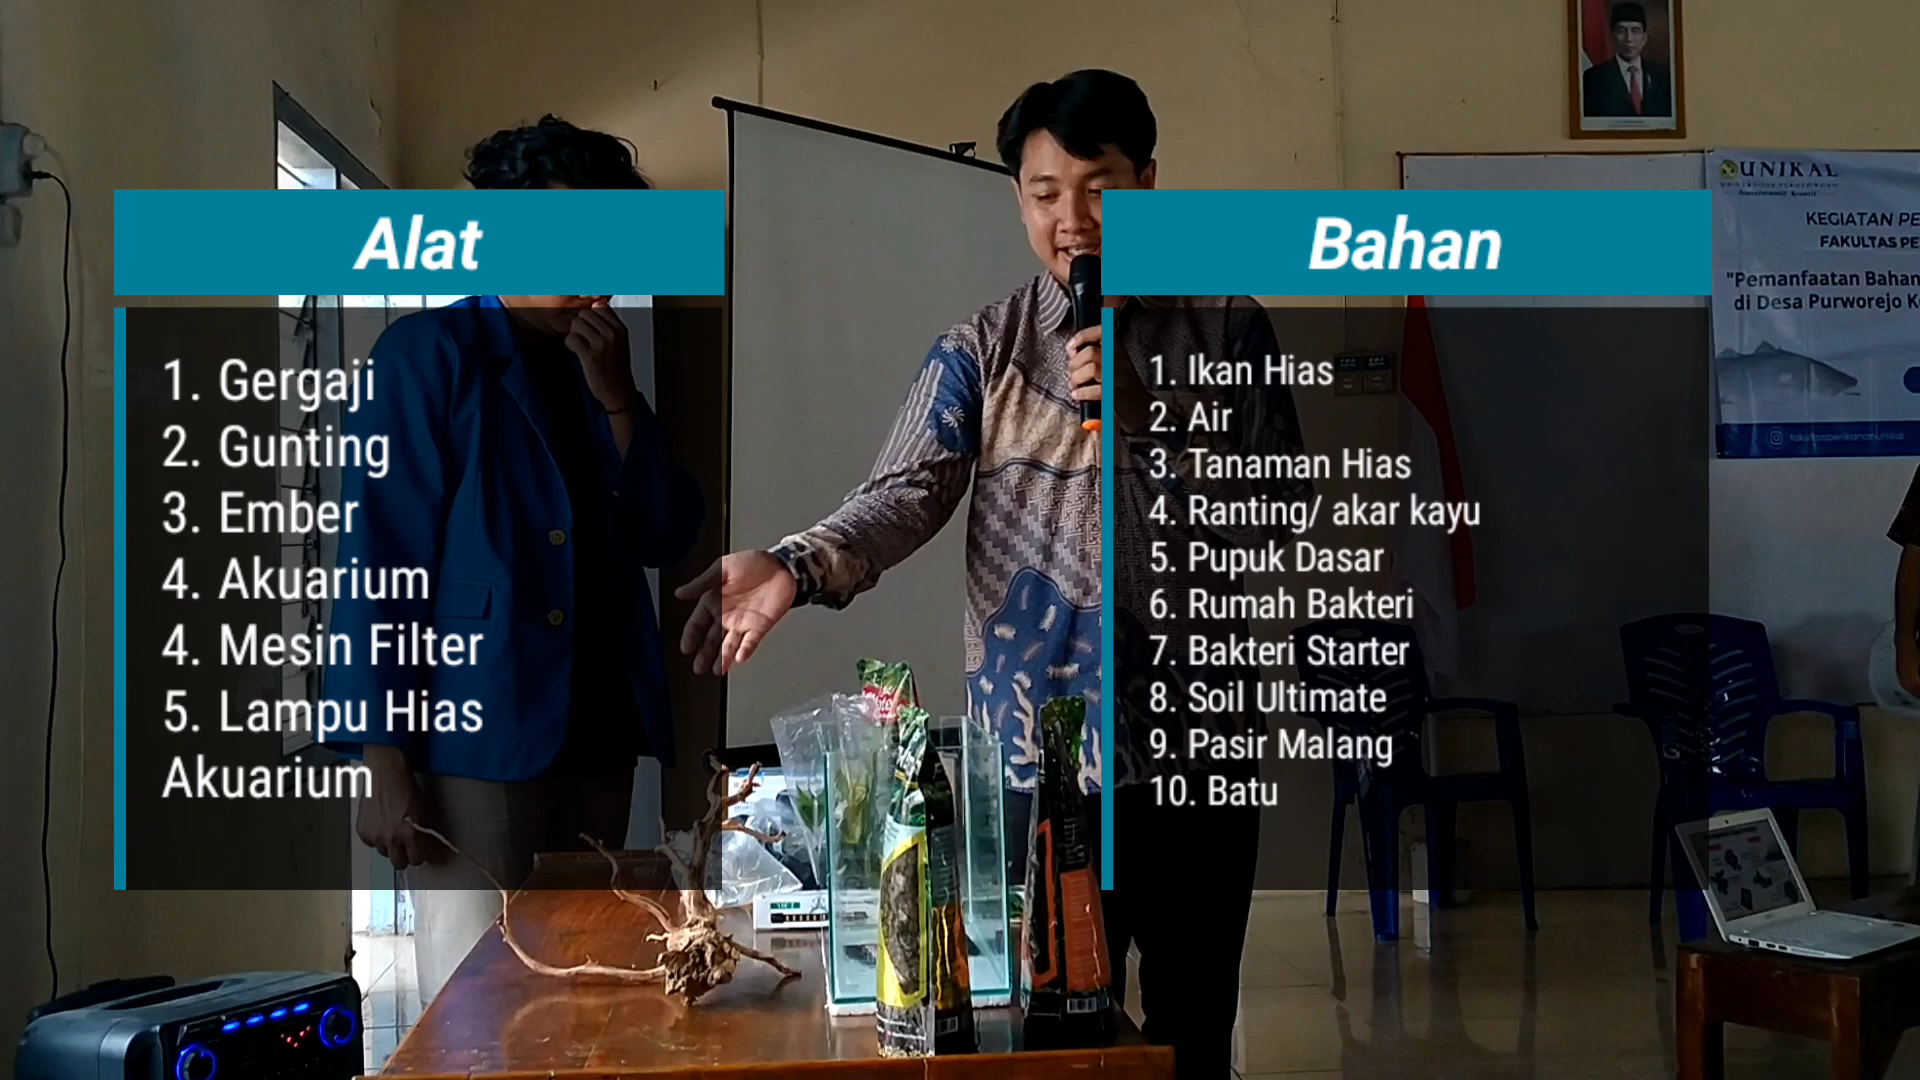 Alat
1. Gergaji
2. Gunting
3. Ember
4. Akuarium
4. Mesin Filter
5. Lampu Hias
Akuarium
Bahan
1. Ikan Hias
2. Air
3. Tanaman Hias
4. Ranting/ akar kayu
5. Pupuk Dasar
6. Rumah Bakteri
7. Bakteri Starter
8. Soil Ultimate
9. Pasir Malang
10. Batu
UNIKAL
KEGIATAN PE
FAKULTAS PE
"Pemanfaatan Bahan
di Desa Purworejo K
fakultasperikananunikal